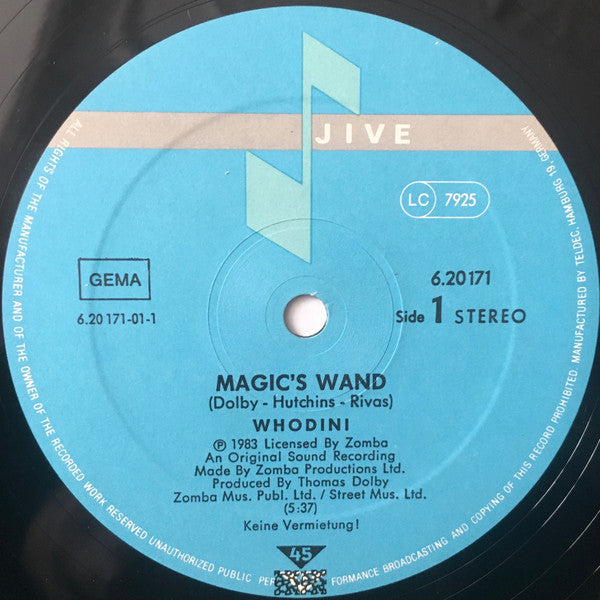 JIVE
LC 7925
GEMA
6.20 171-01-1
6.20171
Side 1 STEREO
MAGIC'S WAND
(Dolby - Hutchins - Rivas)
WHODINI
℗ 1983 Licensed By Zomba
An Original Sound Recording
Made By Zomba Productions Ltd.
Produced By Thomas Dolby
Zomba Mus. Publ. Ltd. / Street Mus. Ltd.
(5:37)
Keine Vermietung!
45
ALL RIGHTS OF THE MANUFACTURER AND OF THE OWNER OF THE RECORDED WORK RESERVED UNAUTHORIZED PUBLIC PERFORMANCE BROADCASTING AND COPYING OF THIS RECORD PROHIBITED. MANUFACTURED BY TELDEC, HAMBURG 19, GERMANY